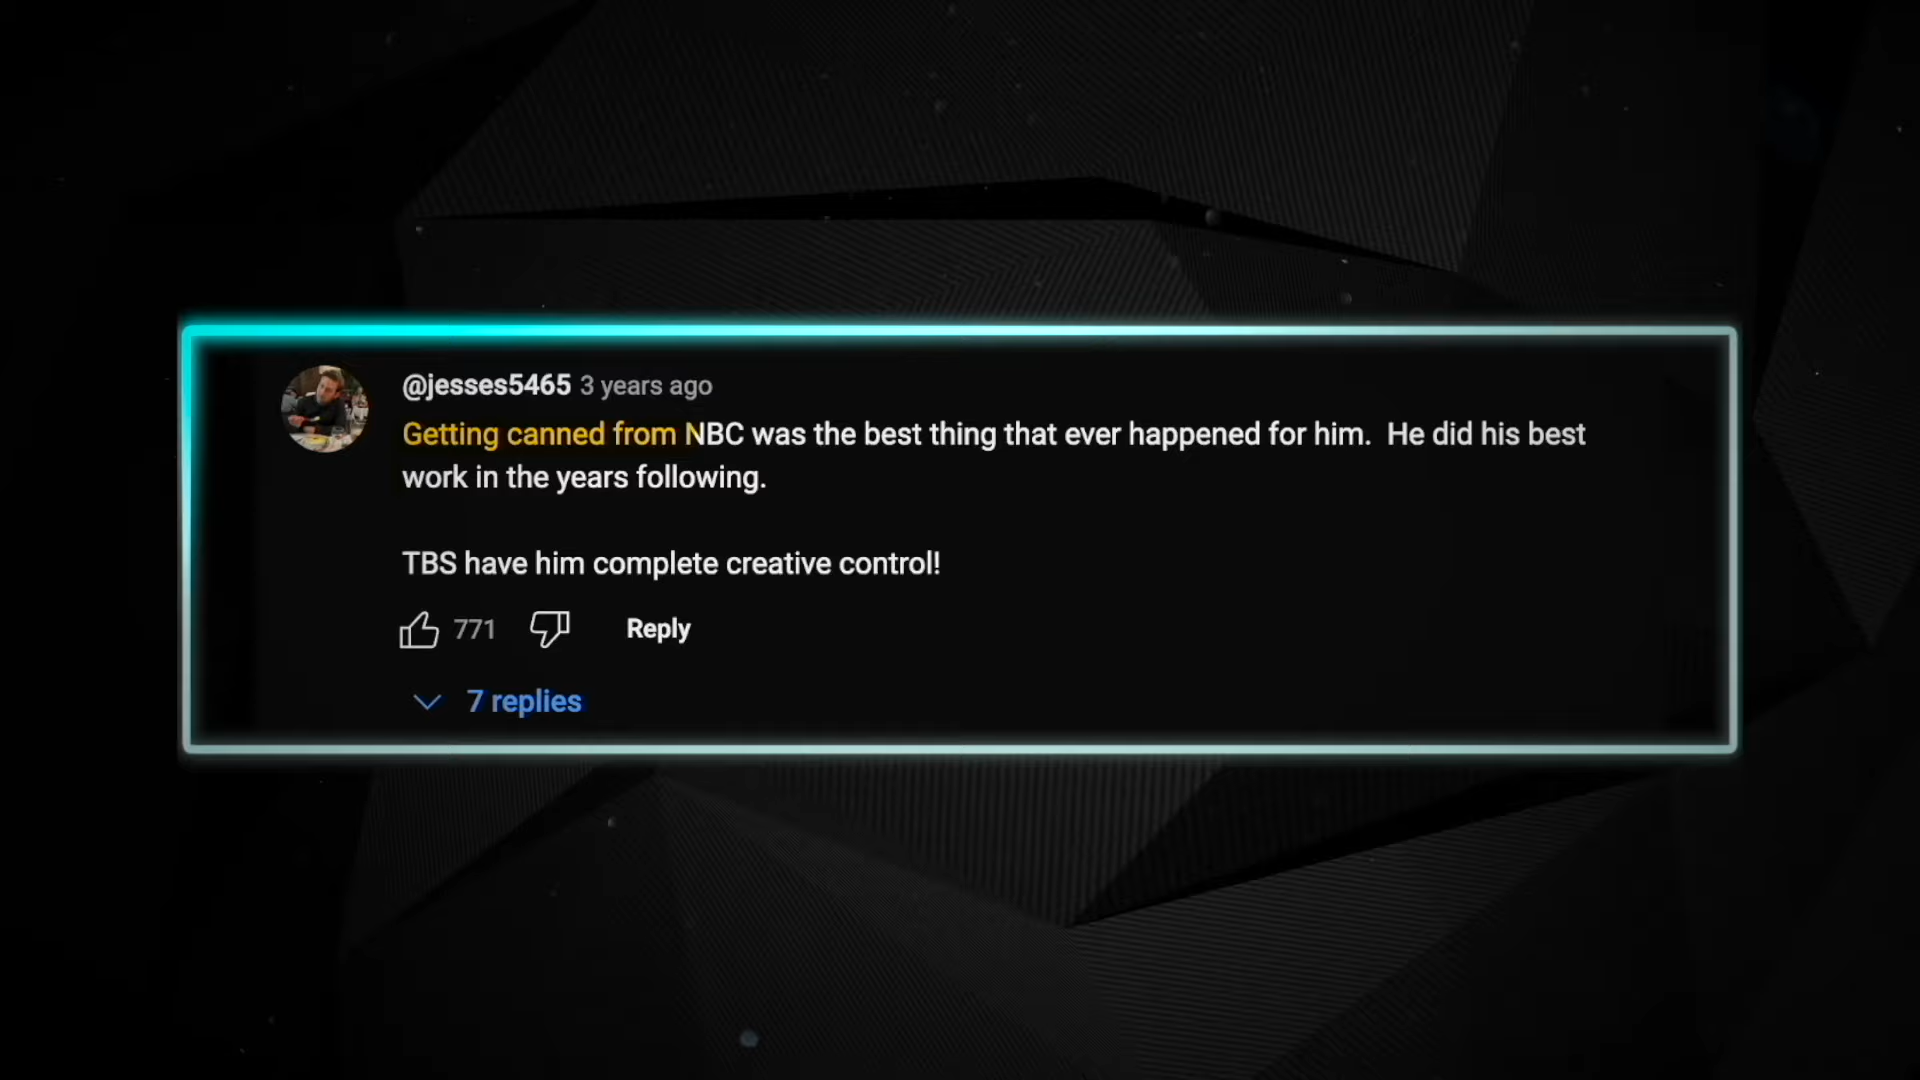 @jesses5465 3 years ago
Getting canned from NBC was the best thing that ever happened for him. He did his best
work in the years following.
TBS have him complete creative control!
771 Reply
7 replies